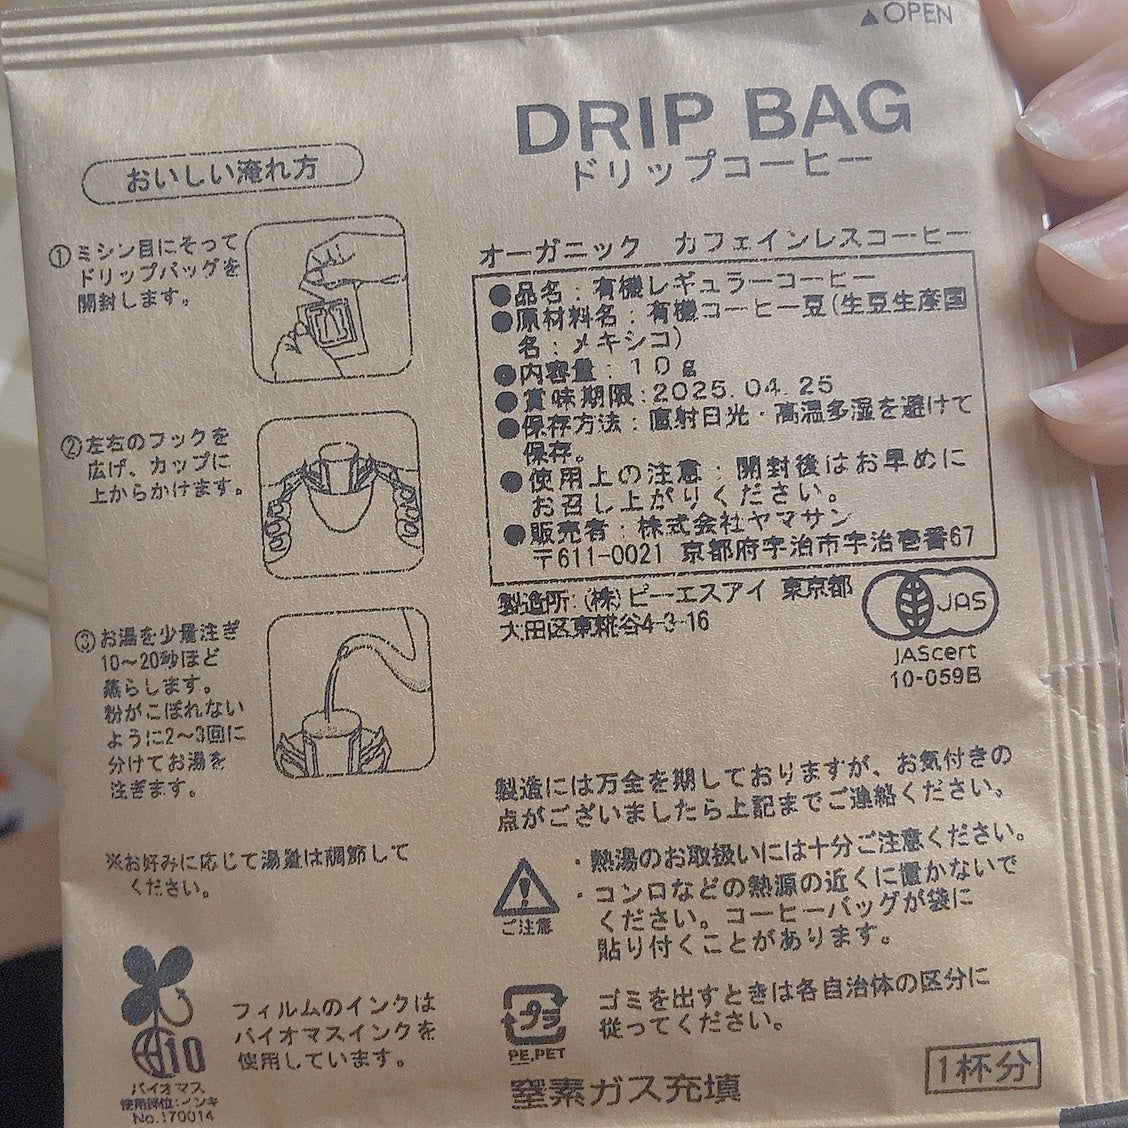 ▲OPEN
DRIP BAG
ドリップコーヒー
おいしい淹れ方
①ミシン目にそって
ドリップバッグを
開封します。
②左右のフックを
広げ、カップに
上からかけます。
③お湯を少量注ぎ
10〜20秒ほど
蒸らします。
粉がこぼれない
ように2〜3回に
分けてお湯を
注ぎます。
※お好みに応じて湯量は調節して
ください。
オーガニック カフェインレスコーヒー
●品名：有機レギュラーコーヒー
●原材料名：有機コーヒー豆(生豆生産国
名：メキシコ)
●内容量：10g
●賞味期限：2025.04.25
●保存方法：直射日光・高温多湿を避けて
保存。
●使用上の注意：開封後はお早めに
お召し上がりください。
●販売者：株式会社ヤマサン
〒611-0021 京都府宇治市宇治壱番67
製造所:(株)ピーエスアイ 東京都
大田区東糀谷4-3-16
JAS
JAScert
10-059B
製造には万全を期しておりますが、お気付きの
点がございましたら上記までご連絡ください。
ご注意
・熱湯のお取扱いには十分ご注意ください。
・コンロなどの熱源の近くに置かないで
ください。コーヒーバッグが袋に
貼り付くことがあります。
プラ
PE,PET
ゴミを出すときは各自治体の区分に
従ってください。
窒素ガス充填
1杯分
10
バイオマス
使用部位：インキ
No.170014
フィルムのインクは
バイオマスインクを
使用しています。